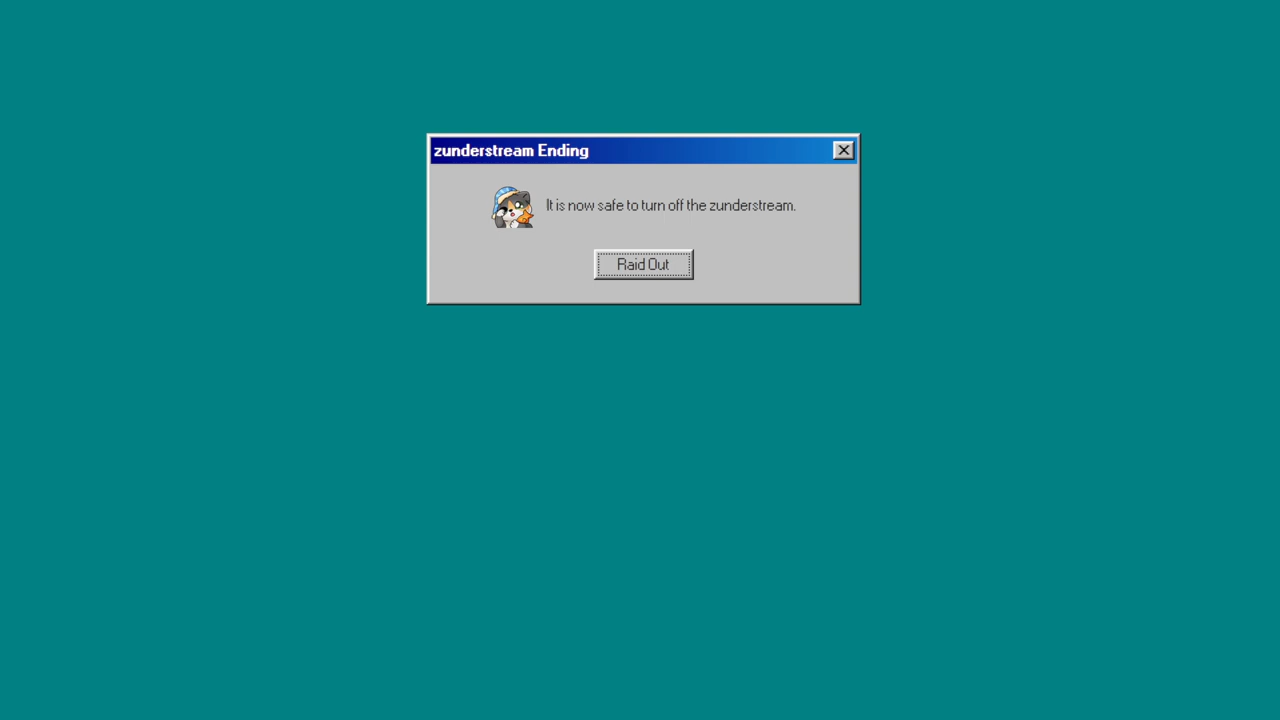 zunderstream Ending
It is now safe to turn off the zunderstream.
Raid Out